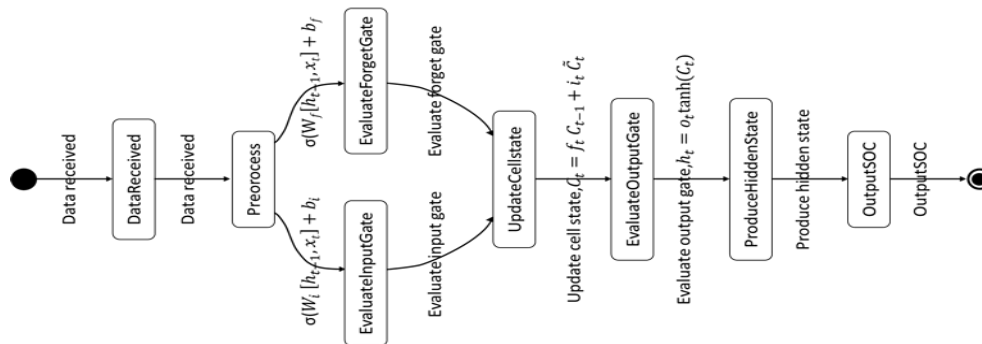 Data received
DataReceived
Data received
Preorocess
σ(W_f [h_{t-1}, x_t] + b_f
σ(W_i [h_{t-1}, x_t] + b_i
EvaluateForgetGate
EvaluateInputGate
Evaluate forget gate
Evaluate input gate
UpdateCellstate
Update cell state,C_t = f_t C_{t-1} + i_t C̃_t
EvaluateOutputGate
Evaluate output gate,h_t = o_t tanh(C_t)
ProduceHiddenState
Produce hidden state
OutputSOC
OutputSOC